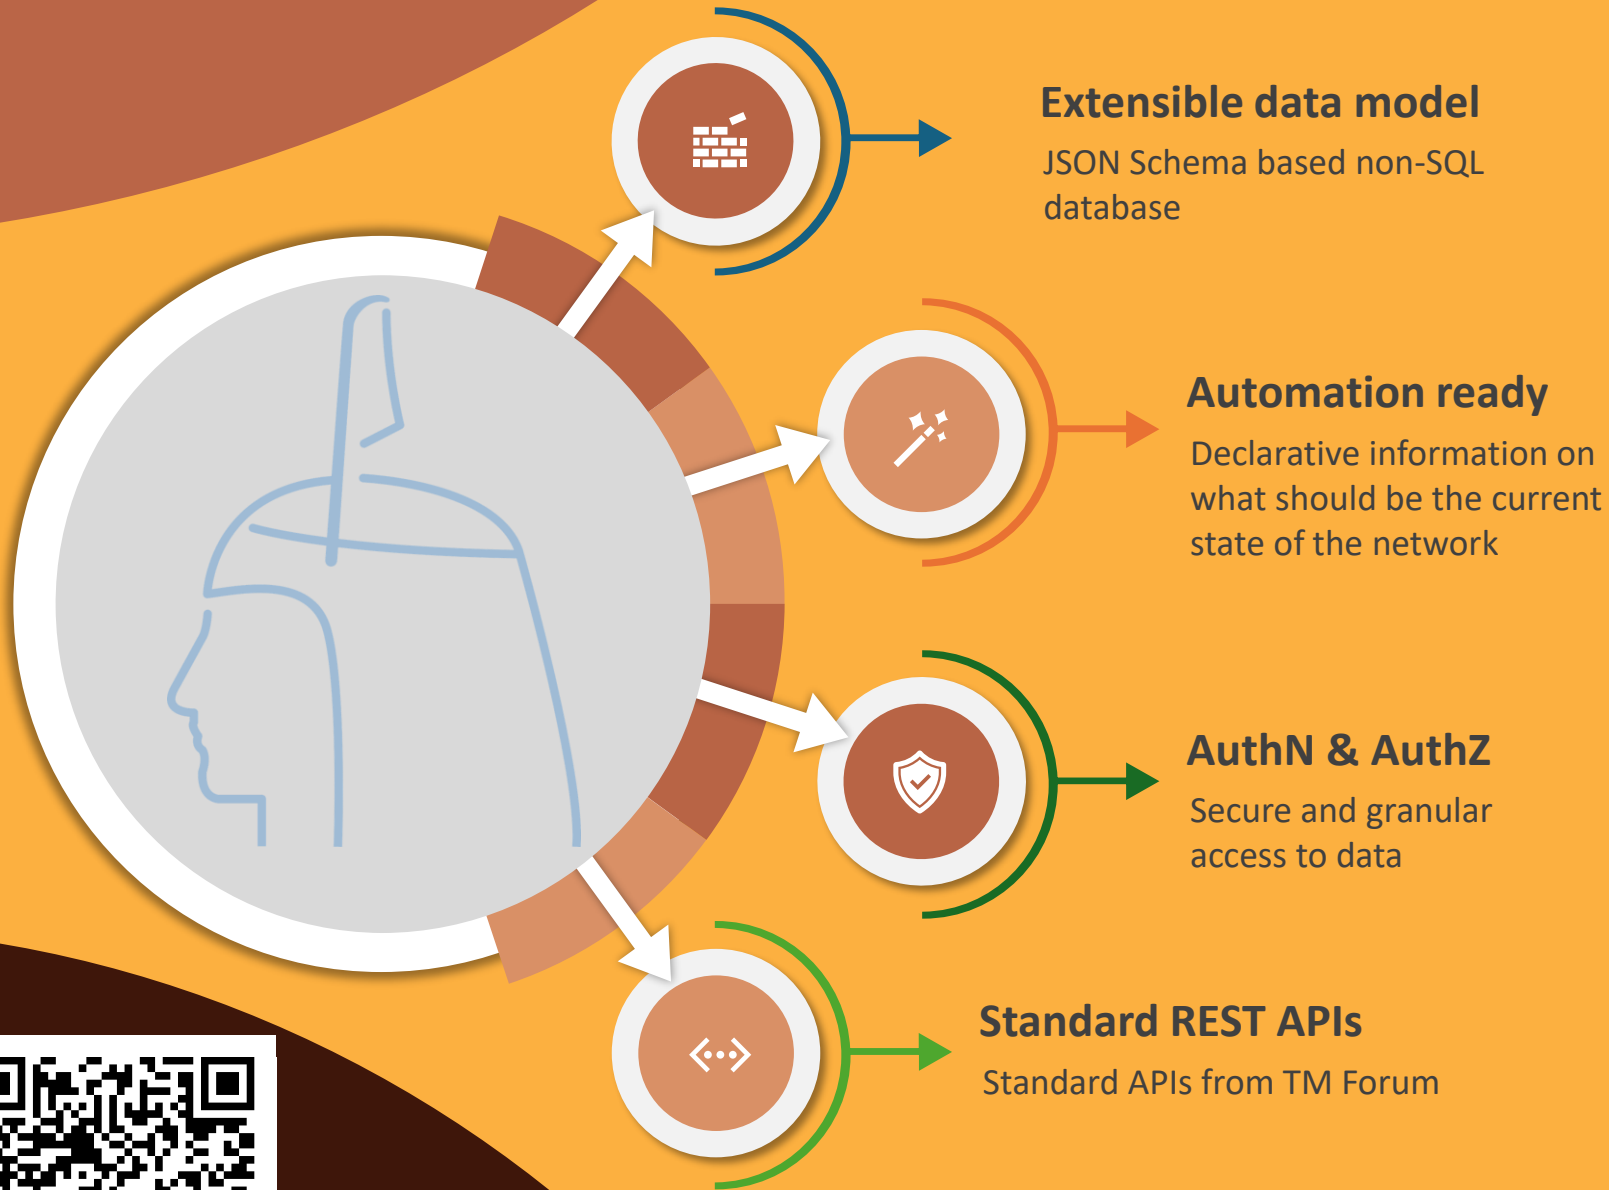 Extensible data model
JSON Schema based non-SQL
database
Automation ready
Declarative information on
what should be the current
state of the network
AuthN & AuthZ
Secure and granular
access to data
Standard REST APIs
Standard APIs from TM Forum